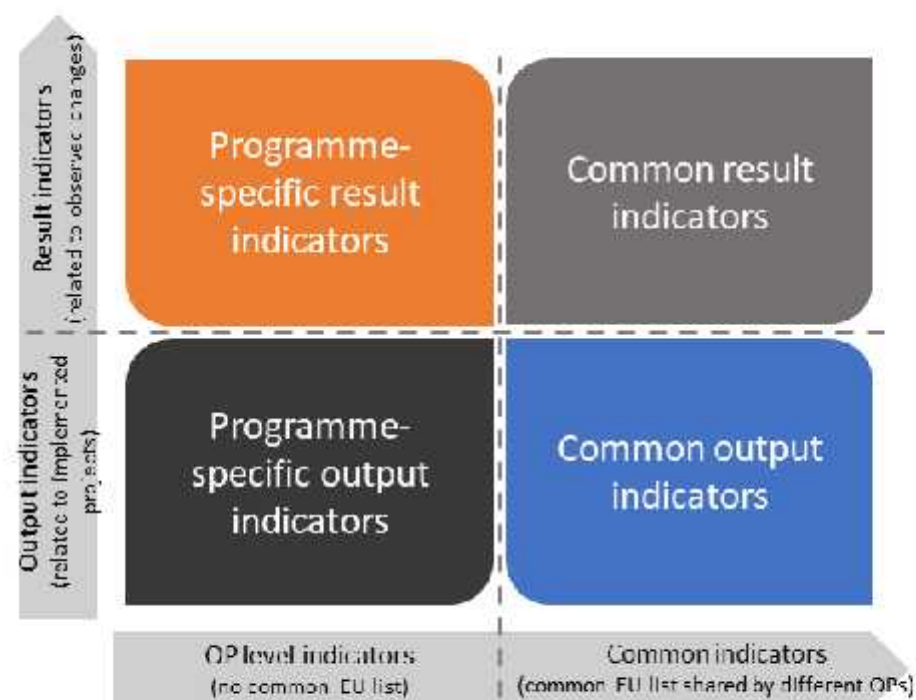 Result indicators
(related to observed changes)
Programme-
specific result
indicators
Common result
indicators
Output indicators
(related to Implemented
projects)
Programme-
specific output
indicators
Common output
indicators
OP level indicators
(no common EU list)
Common indicators
(common EU list shared by different OPs)